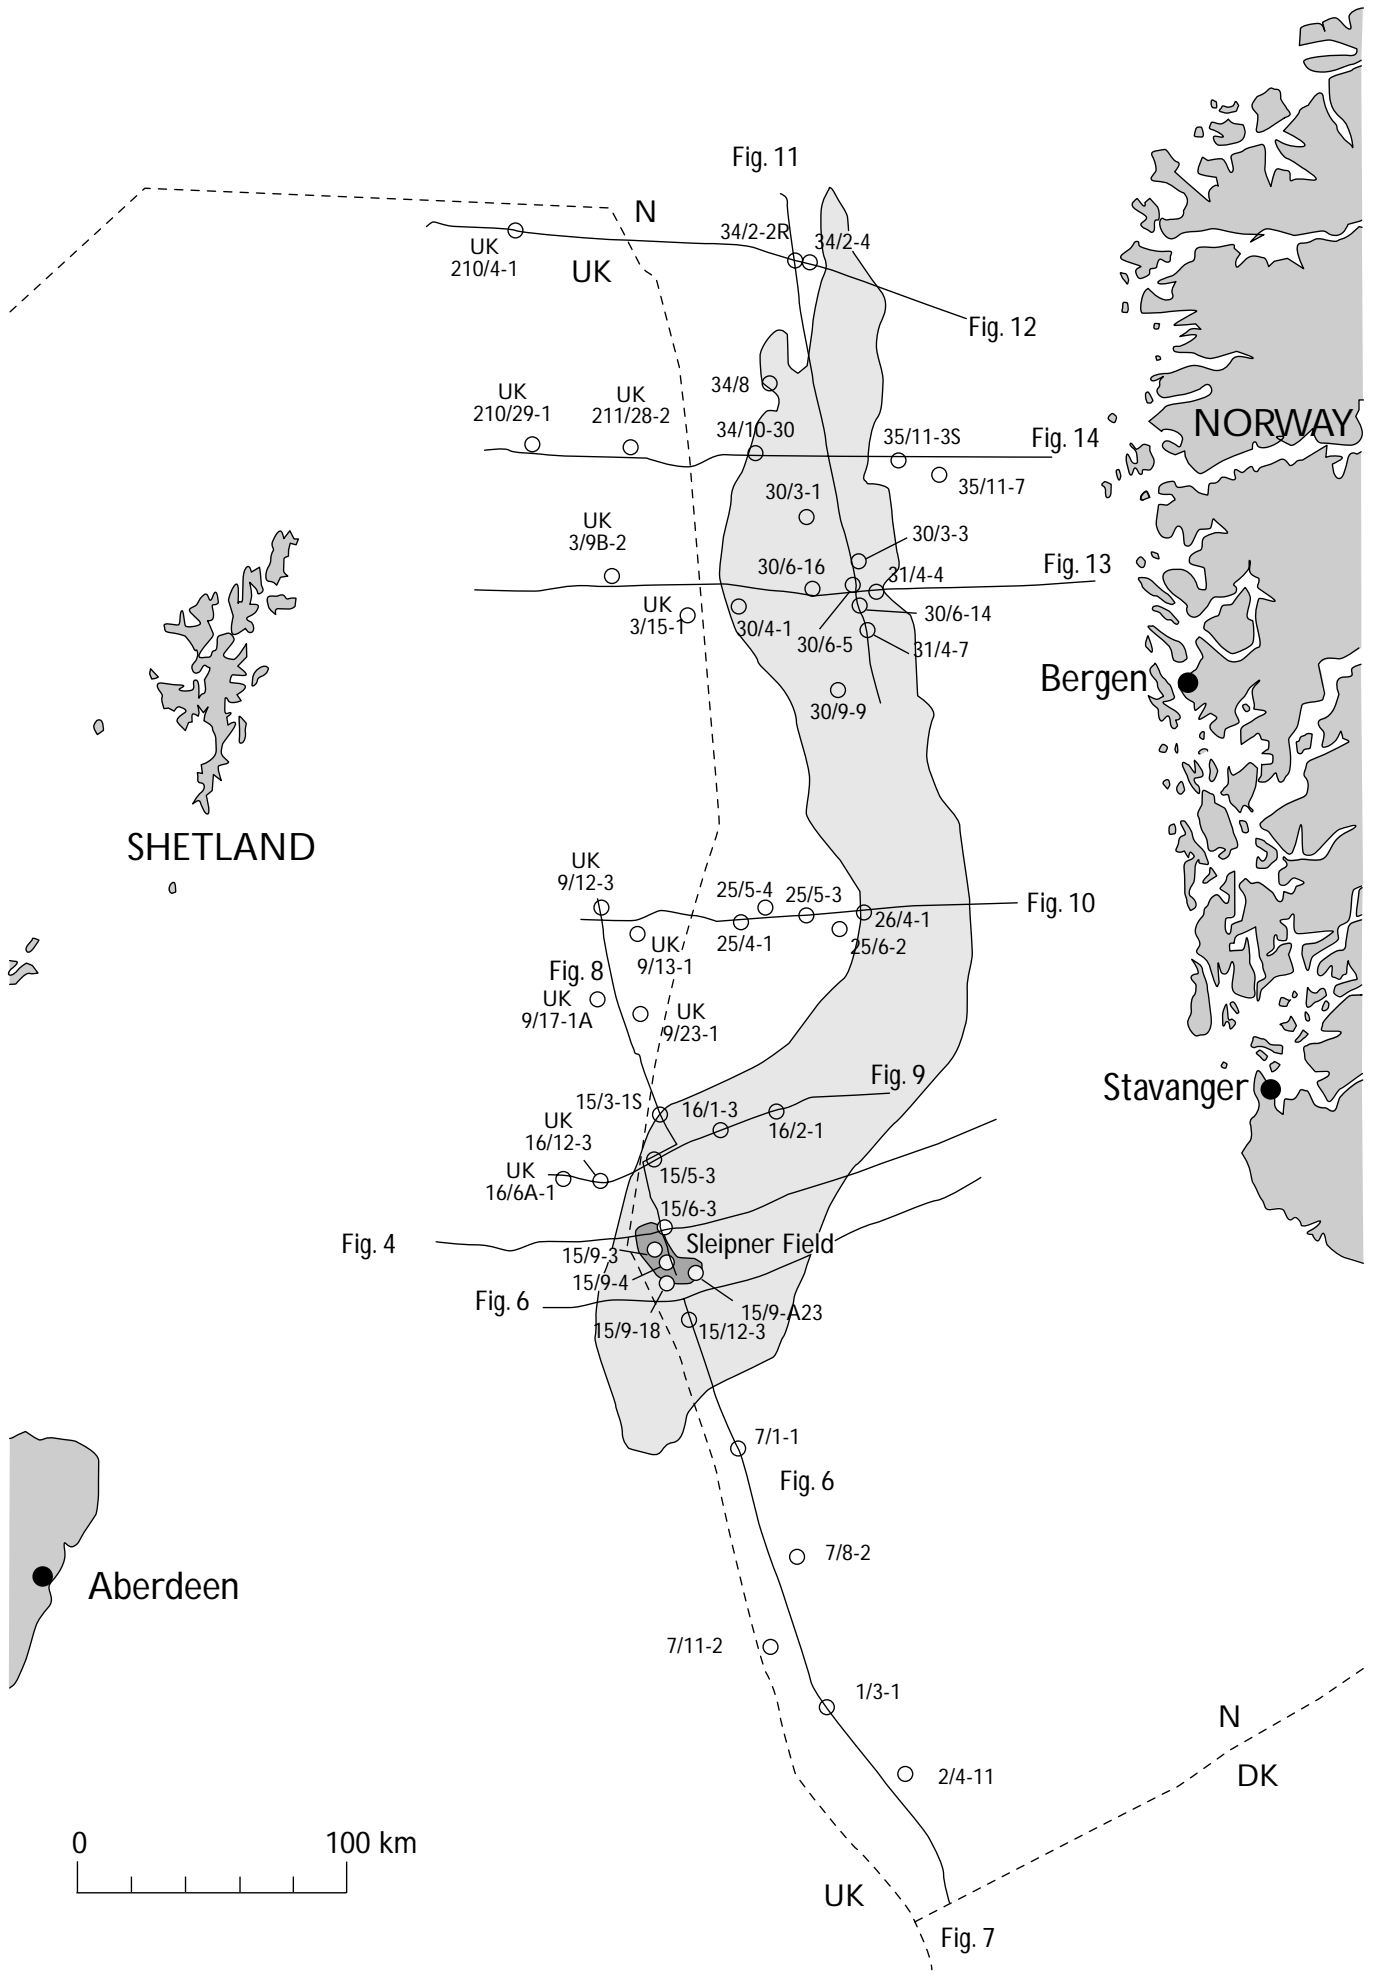 Fig. 11
N
34/2-2R
34/2-4
UK
210/4-1
UK
Fig. 12
34/8
UK
210/29-1
UK
211/28-2
34/10-30
35/11-3S
Fig. 14
NORWAY
35/11-7
30/3-1
UK
3/9B-2
30/3-3
30/6-16
31/4-4
Fig. 13
UK
3/15-1
30/4-1
30/6-14
30/6-5
31/4-7
Bergen
30/9-9
SHETLAND
UK
9/12-3
25/5-4
25/5-3
Fig. 10
26/4-1
25/4-1
25/6-2
UK
9/13-1
Fig. 8
UK
9/17-1A
UK
9/23-1
Fig. 9
Stavanger
15/3-1S
16/1-3
16/2-1
UK
16/12-3
UK
16/6A-1
15/5-3
15/6-3
Fig. 4
Sleipner Field
15/9-3
15/9-4
Fig. 6
15/9-A23
15/9-18
15/12-3
7/1-1
Fig. 6
7/8-2
Aberdeen
7/11-2
1/3-1
N
DK
2/4-11
0
100 km
UK
Fig. 7